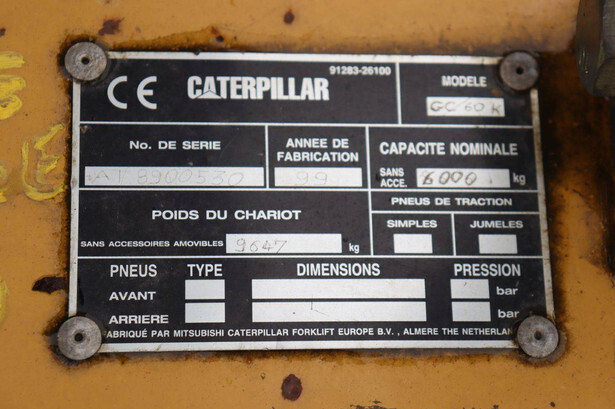 91283-26100
CE CATERPILLAR
MODELE
GC 60 K
No. DE SERIE
AT 8900530
ANNEE DE
FABRICATION
99
CAPACITE NOMINALE
SANS
ACCE. 6000 kg
PNEUS DE TRACTION
SIMPLES JUMELES
POIDS DU CHARIOT
SANS ACCESSOIRES AMOVIBLES 9647 kg
PNEUS TYPE DIMENSIONS PRESSION
AVANT bar
ARRIERE bar
FABRIQUÉ PAR MITSUBISHI CATERPILLAR FORKLIFT EUROPE B.V. , ALMERE THE NETHERLAN